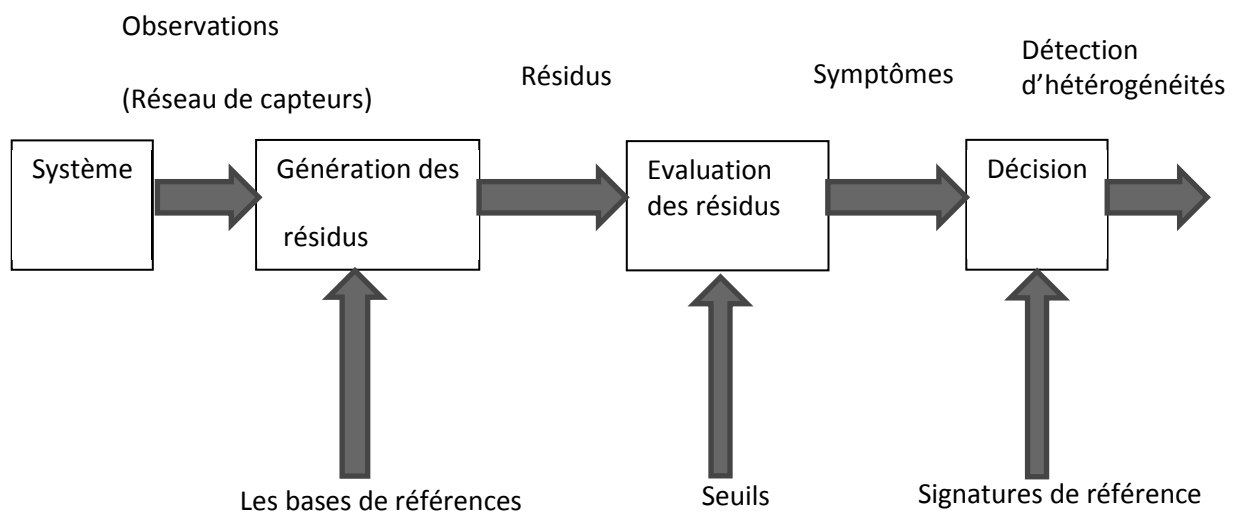 Observations
(Réseau de capteurs)
Résidus
Symptômes
Détection
d'hétérogénéités
Système
Génération des
résidus
Evaluation
des résidus
Décision
Les bases de références
Seuils
Signatures de référence